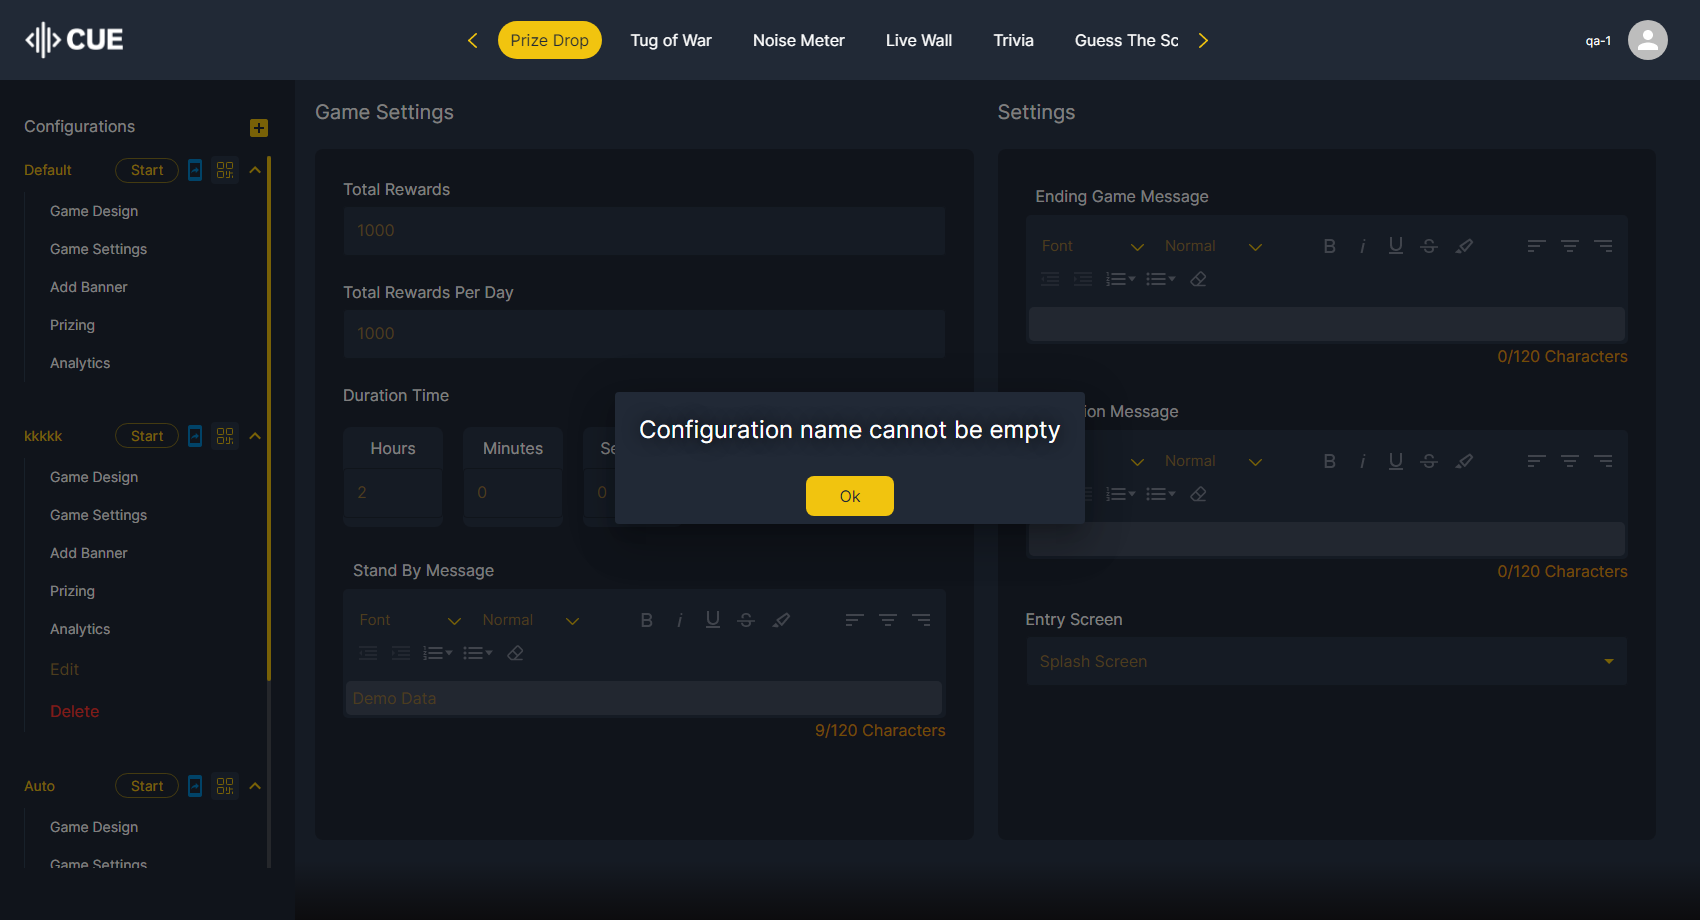 CUE
Prize Drop
Tug of War
Noise Meter
Live Wall
Trivia
Guess The Sc
qa-1
Configurations
Default
Start
Game Design
Game Settings
Add Banner
Prizing
Analytics
kkkkk
Start
Game Design
Game Settings
Add Banner
Prizing
Analytics
Edit
Delete
Auto
Start
Game Design
Game Settings
Game Settings
Total Rewards
1000
Total Rewards Per Day
1000
Duration Time
Hours
Minutes
Se
2
0
0
Stand By Message
Font
Normal
Demo Data
9/120 Characters
Settings
Ending Game Message
Font
Normal
0/120 Characters
ion Message
Normal
0/120 Characters
Entry Screen
Splash Screen
Configuration name cannot be empty
Ok